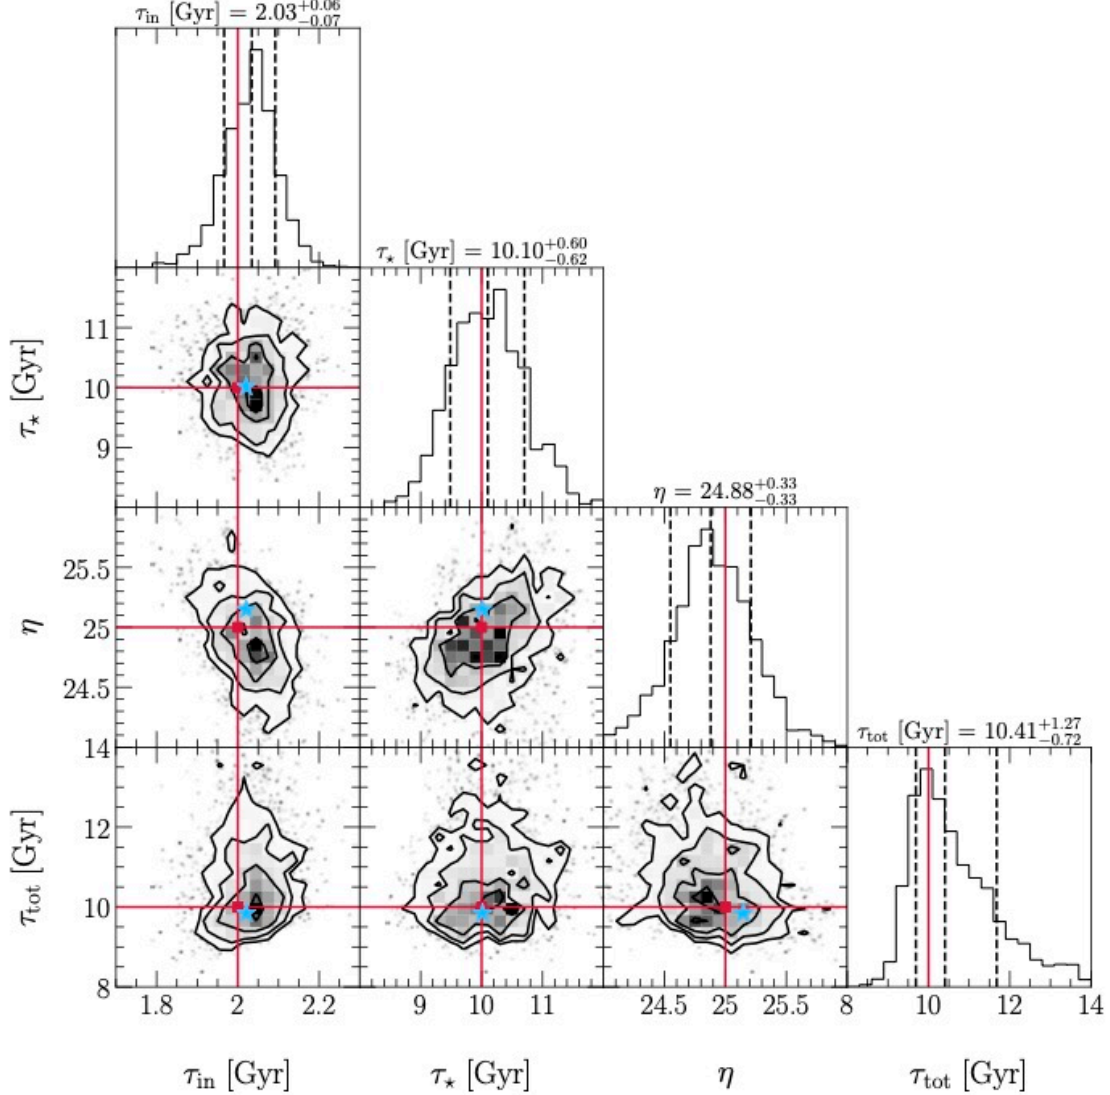 τ_in [Gyr] = 2.03^{+0.06}_{−0.07}
τ_⋆ [Gyr] = 10.10^{+0.60}_{−0.62}
11
10
9
τ_⋆ [Gyr]
η = 24.88^{+0.33}_{−0.33}
25.5
25
24.5
η
τ_tot [Gyr] = 10.41^{+1.27}_{−0.72}
14
12
10
8
τ_tot [Gyr]
1.8 2 2.2 9 10 11 24.5 25 25.5 8 10 12 14
τ_in [Gyr] τ_⋆ [Gyr] η τ_tot [Gyr]